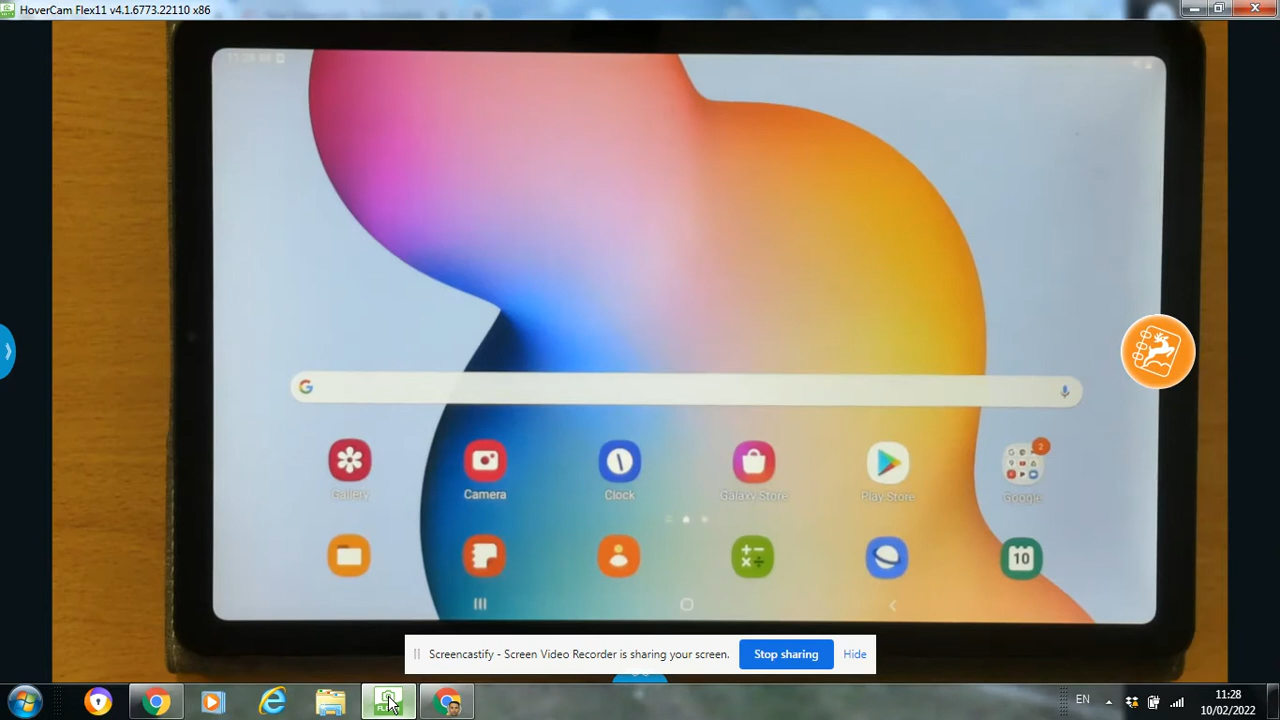 HoverCam Flex11 v4.1.6773.22110 x86
Gallery
Camera
Clock
Galaxy Store
Play Store
Google
2
10
Screencastify - Screen Video Recorder is sharing your screen.
Stop sharing
Hide
EN
11:28
10/02/2022